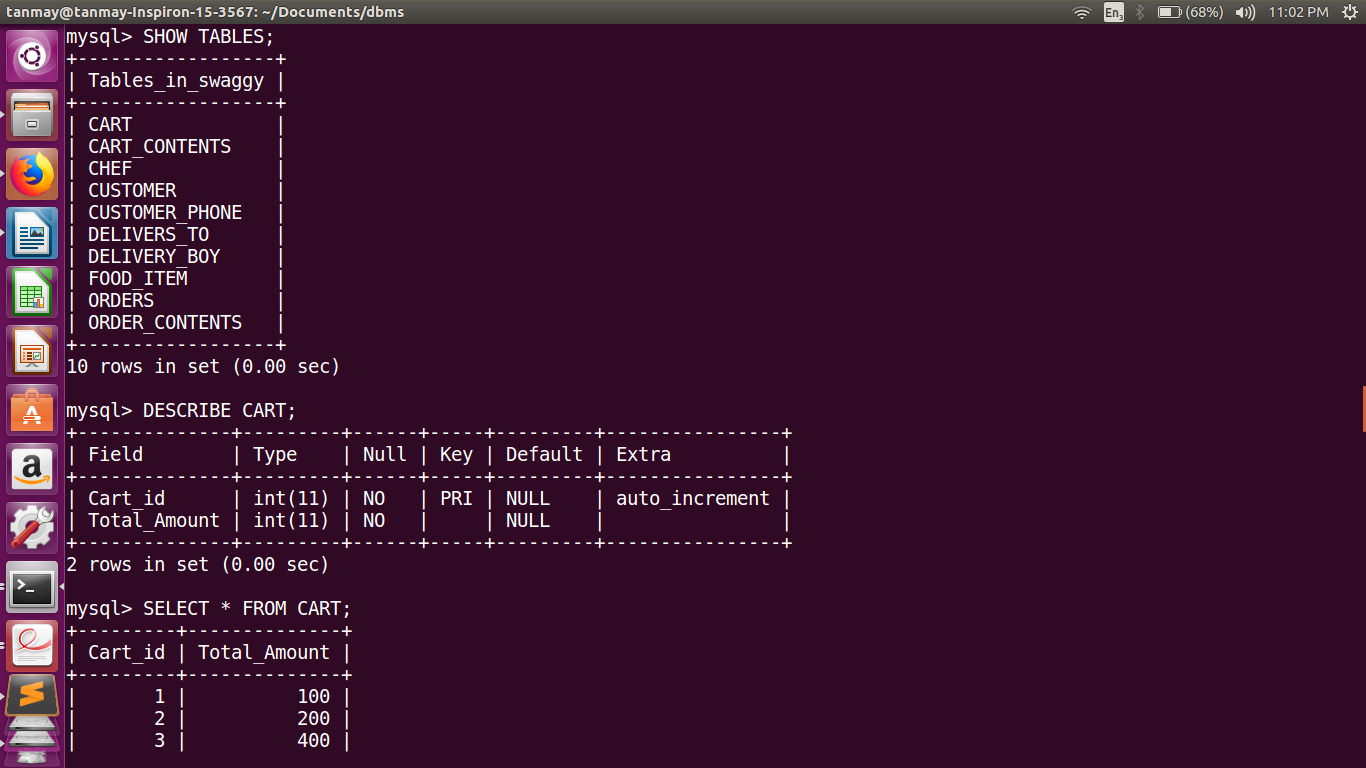 tanmay@tanmay-Inspiron-15-3567: ~/Documents/dbms En3 (68%) 11:02 PM
mysql> SHOW TABLES;
+------------------+
| Tables_in_swaggy |
+------------------+
| CART             |
| CART_CONTENTS    |
| CHEF             |
| CUSTOMER         |
| CUSTOMER_PHONE   |
| DELIVERS_TO      |
| DELIVERY_BOY     |
| FOOD_ITEM        |
| ORDERS           |
| ORDER_CONTENTS   |
+------------------+
10 rows in set (0.00 sec)
mysql> DESCRIBE CART;
+--------------+---------+------+-----+---------+----------------+
| Field        | Type    | Null | Key | Default | Extra          |
+--------------+---------+------+-----+---------+----------------+
| Cart_id      | int(11) | NO   | PRI | NULL    | auto_increment |
| Total_Amount | int(11) | NO   |     | NULL    |                |
+--------------+---------+------+-----+---------+----------------+
2 rows in set (0.00 sec)
mysql> SELECT * FROM CART;
+---------+--------------+
| Cart_id | Total_Amount |
+---------+--------------+
|       1 |          100 |
|       2 |          200 |
|       3 |          400 |